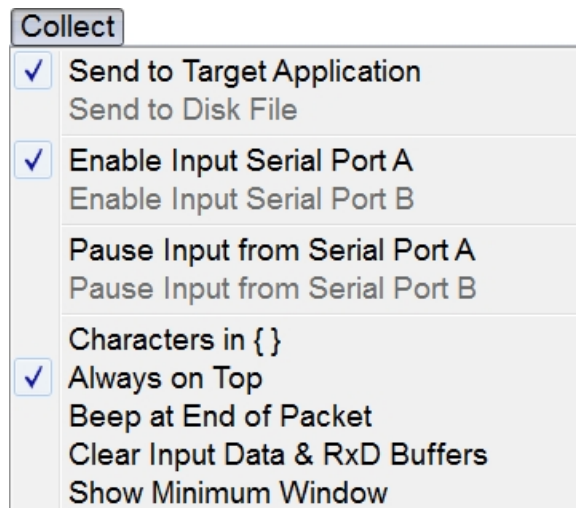 Collect
Send to Target Application
Send to Disk File
Enable Input Serial Port A
Enable Input Serial Port B
Pause Input from Serial Port A
Pause Input from Serial Port B
Characters in { }
Always on Top
Beep at End of Packet
Clear Input Data & RxD Buffers
Show Minimum Window